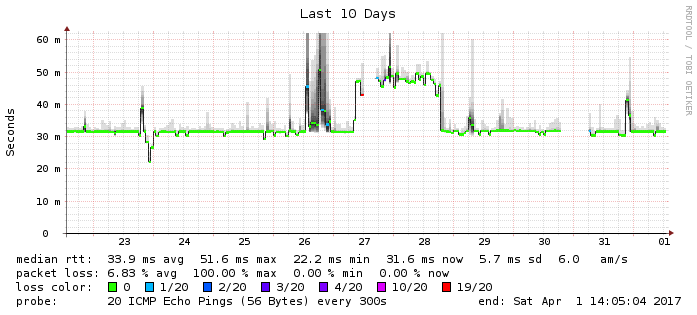 Last 10 Days
RRDTOOL / TOBI OETIKER
Seconds
60 m
50 m
40 m
30 m
20 m
10 m
0
23 24 25 26 27 28 29 30 31 01
median rtt: 33.9 ms avg 51.6 ms max 22.2 ms min 31.6 ms now 5.7 ms sd 6.0 am/s
packet loss: 6.83 % avg 100.00 % max 0.00 % min 0.00 % now
loss color: 0 1/20 2/20 3/20 4/20 10/20 19/20
probe: 20 ICMP Echo Pings (56 Bytes) every 300s end: Sat Apr 1 14:05:04 2017